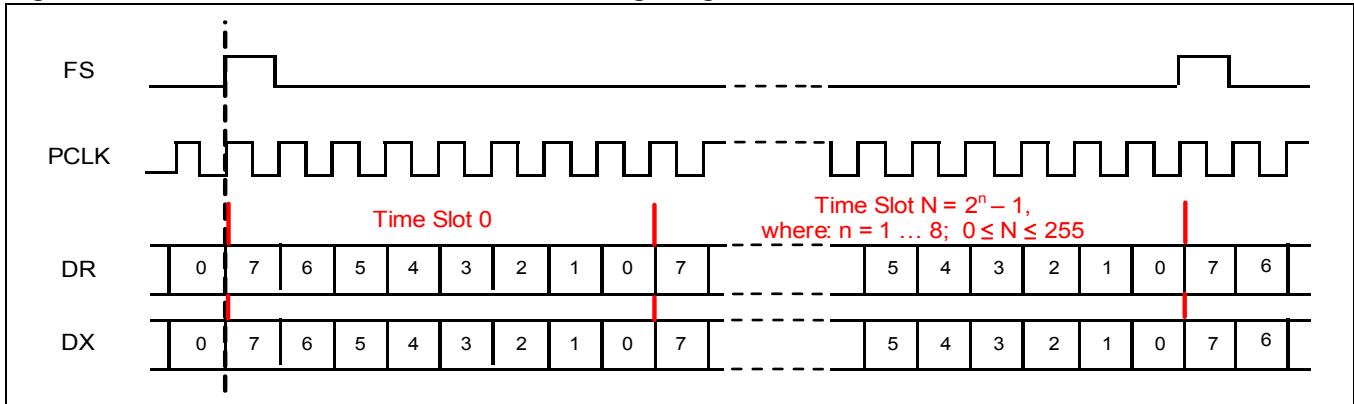 FS
PCLK
Time Slot 0
Time Slot N = 2ⁿ – 1,
where: n = 1 … 8; 0 ≤ N ≤ 255
DR 0 7 6 5 4 3 2 1 0 7 5 4 3 2 1 0 7 6
DX 0 7 6 5 4 3 2 1 0 7 5 4 3 2 1 0 7 6